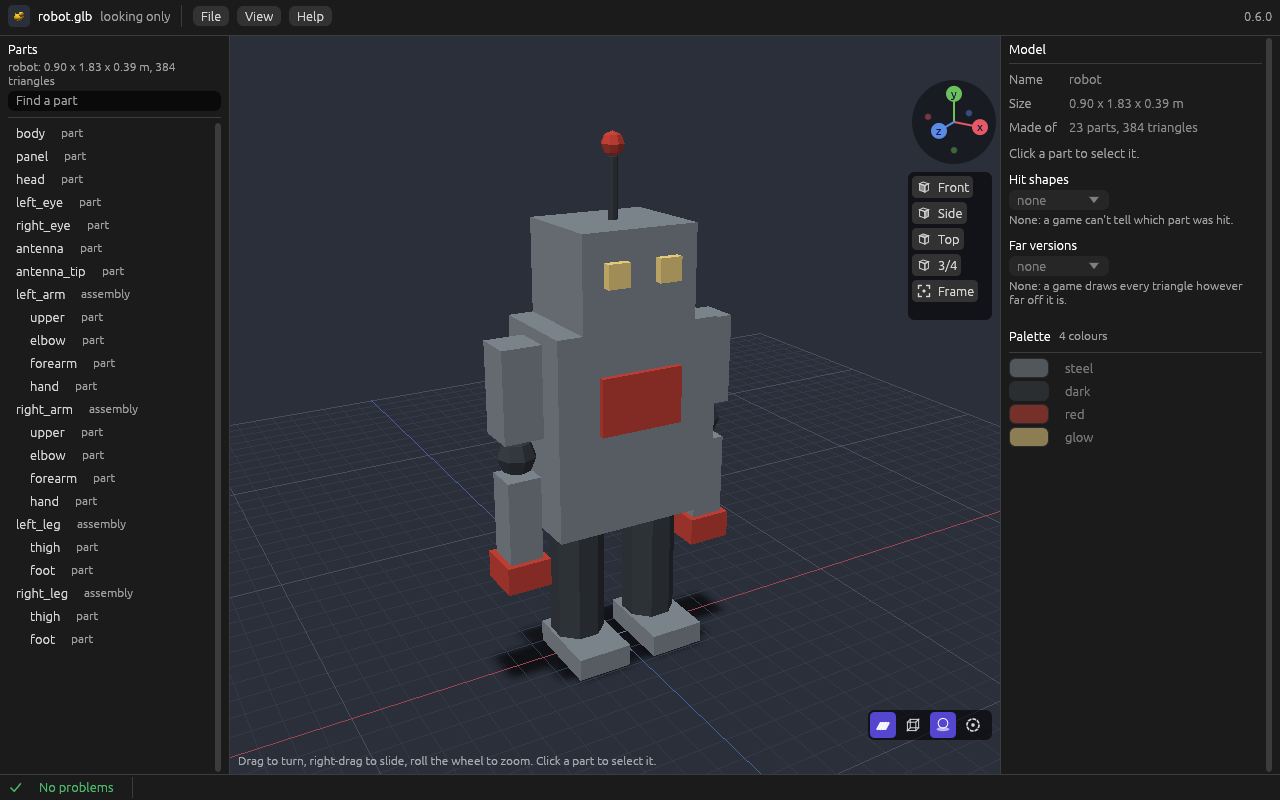 robot.glb looking only File View Help 0.6.0
Parts
robot: 0.90 x 1.83 x 0.39 m, 384
triangles
Find a part
body part
panel part
head part
left_eye part
right_eye part
antenna part
antenna_tip part
left_arm assembly
upper part
elbow part
forearm part
hand part
right_arm assembly
upper part
elbow part
forearm part
hand part
left_leg assembly
thigh part
foot part
right_leg assembly
thigh part
foot part
y
x
z
Front
Side
Top
3/4
Frame
Drag to turn, right-drag to slide, roll the wheel to zoom. Click a part to select it.
Model
Name robot
Size 0.90 x 1.83 x 0.39 m
Made of 23 parts, 384 triangles
Click a part to select it.
Hit shapes
none
None: a game can't tell which part was hit.
Far versions
none
None: a game draws every triangle however
far off it is.
Palette 4 colours
steel
dark
red
glow
No problems